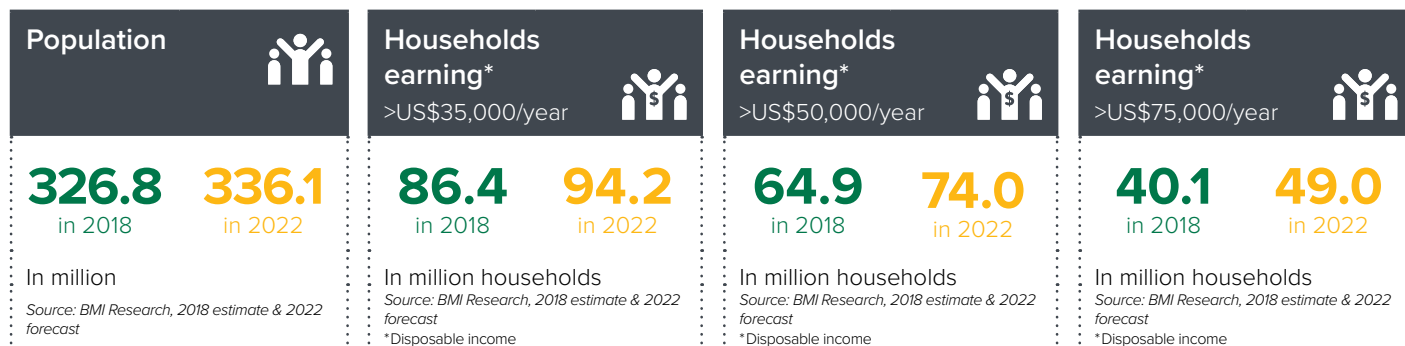 Population
326.8
336.1
in 2018
in 2022
In million
Source: BMI Research, 2018 estimate & 2022
forecast
Households
earning*
>US$35,000/year
$
86.4
94.2
in 2018
in 2022
In million households
Source: BMI Research, 2018 estimate & 2022
forecast
*Disposable income
Households
earning*
>US$50,000/year
$
64.9
74.0
in 2018
in 2022
In million households
Source: BMI Research, 2018 estimate & 2022
forecast
*Disposable income
Households
earning*
>US$75,000/year
$
40.1
49.0
in 2018
in 2022
In million households
Source: BMI Research, 2018 estimate & 2022
forecast
*Disposable income